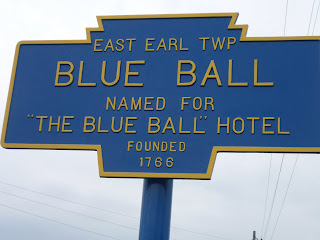 EAST EARL TWP
BLUE BALL
NAMED FOR
"THE BLUE BALL" HOTEL
FOUNDED
1766